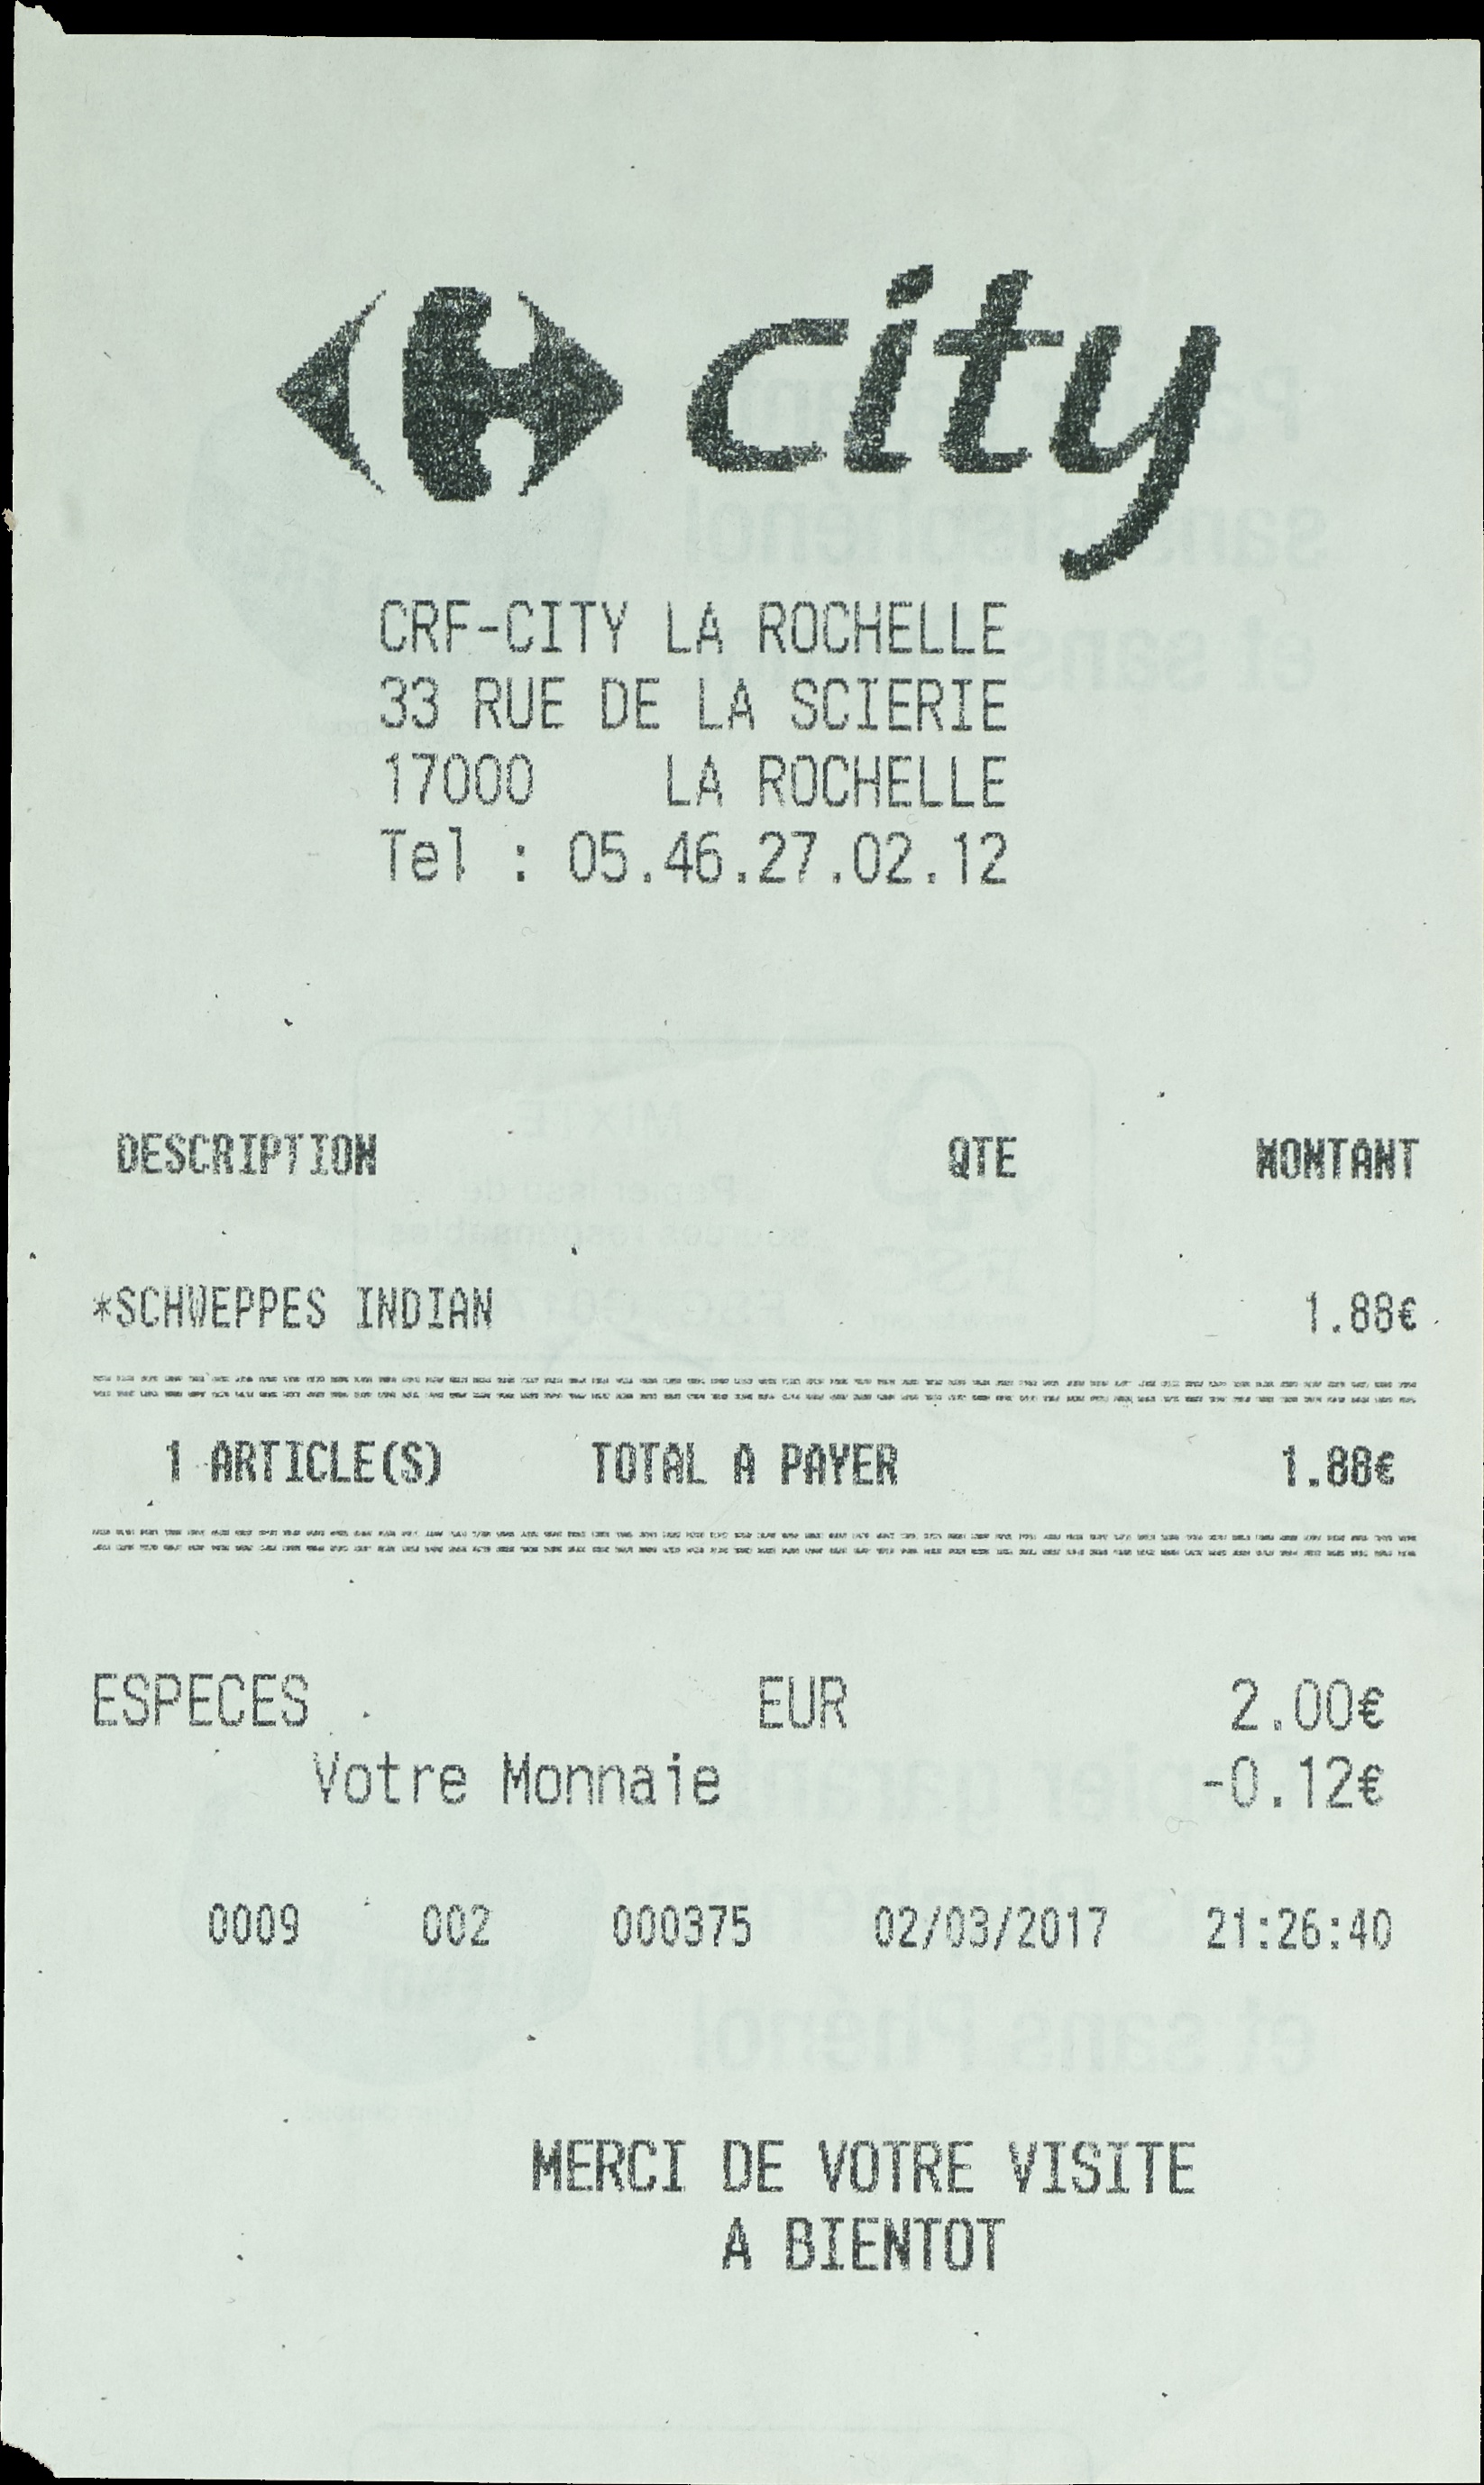 city
CRF-CITY LA ROCHELLE
33 RUE DE LA SCIERIE
17000 LA ROCHELLE
Tel : 05.46.27.02.12
DESCRIPTION QTE MONTANT
*SCHWEPPES INDIAN 1.88€
1 ARTICLE(S) TOTAL A PAYER 1.88€
ESPECES EUR 2.00€
Votre Monnaie -0.12€
0009 002 000375 02/03/2017 21:26:40
MERCI DE VOTRE VISITE
A BIENTOT